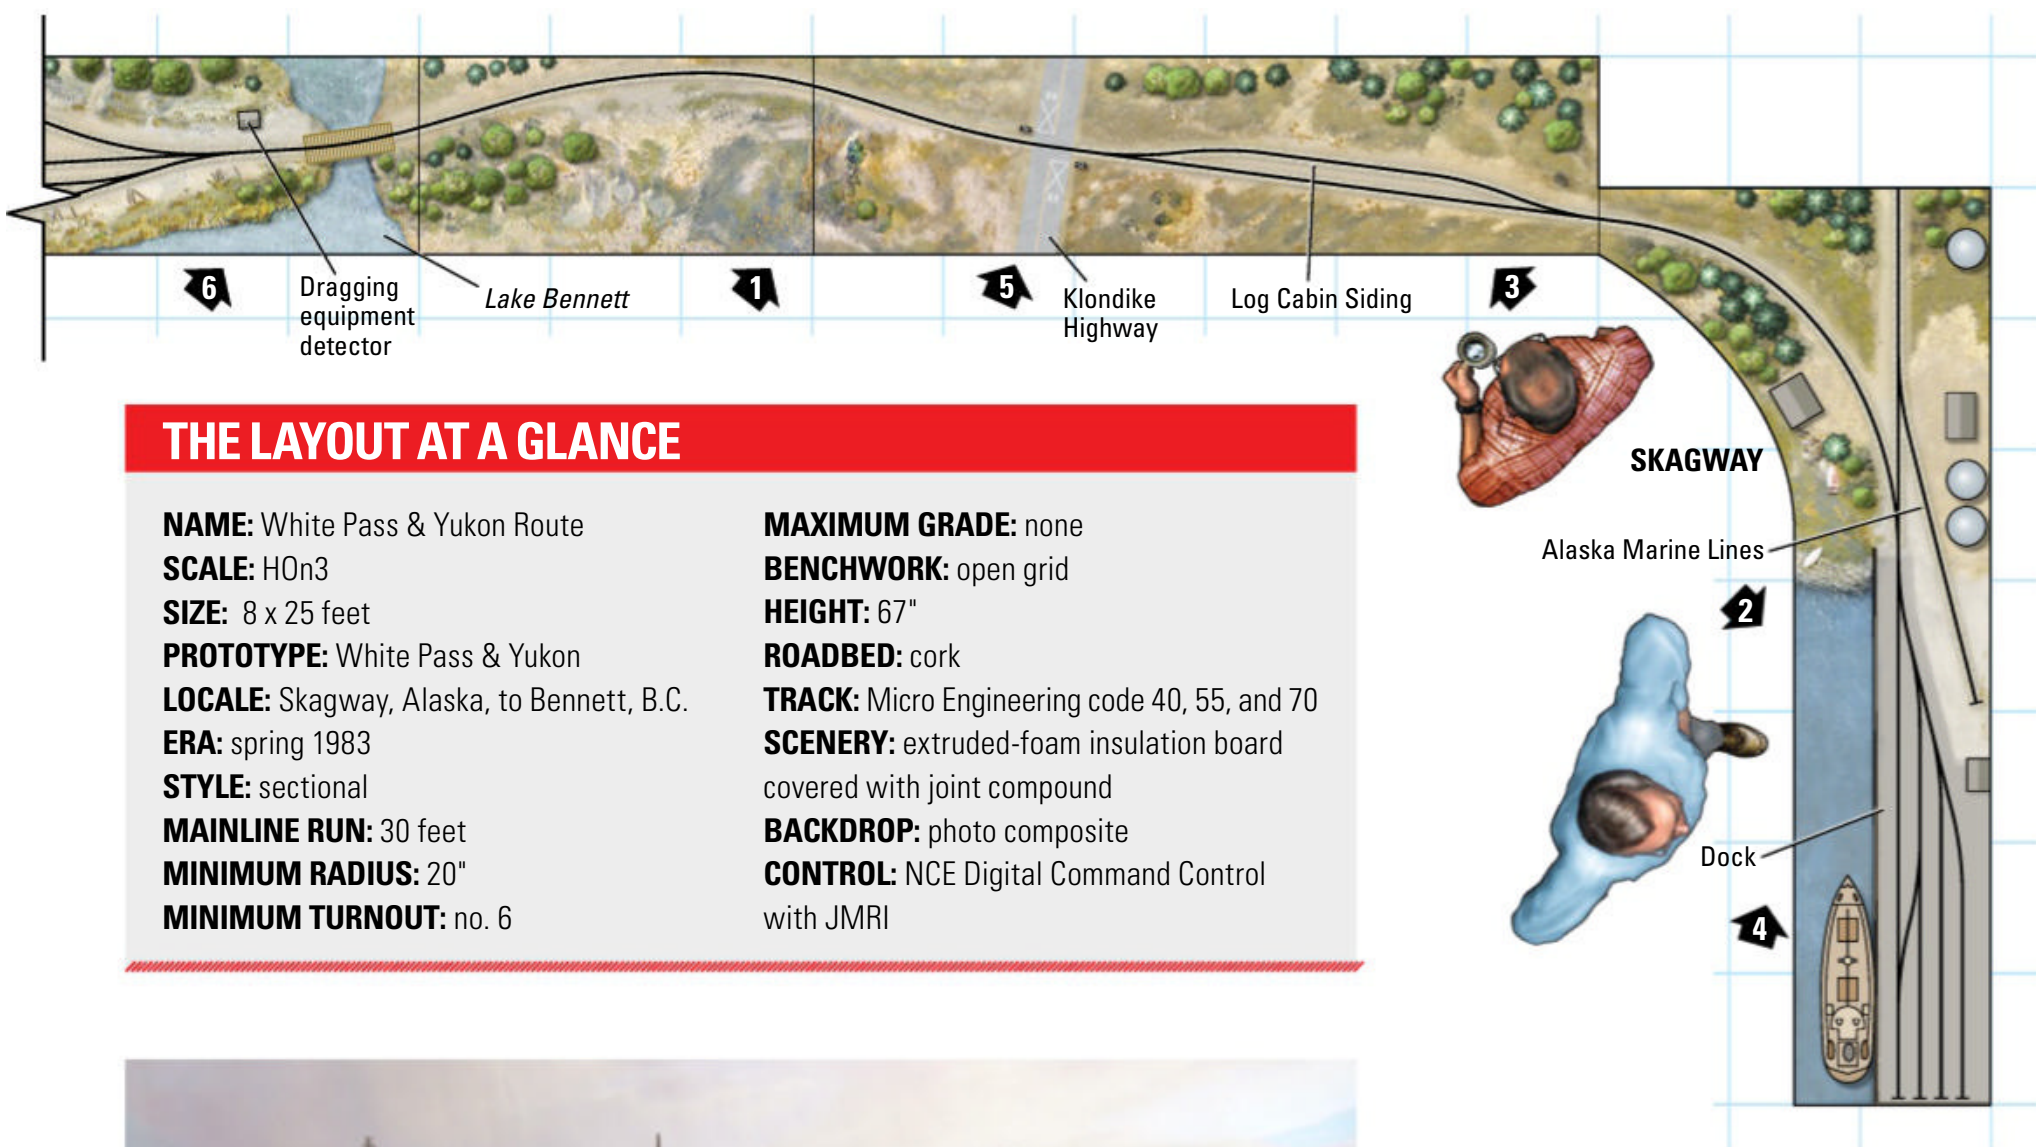 6
Dragging
equipment
detector
Lake Bennett
1
5
Klondike
Highway
Log Cabin Siding
3
THE LAYOUT AT A GLANCE
NAME: White Pass & Yukon Route
SCALE: HOn3
SIZE: 8 x 25 feet
PROTOTYPE: White Pass & Yukon
LOCALE: Skagway, Alaska, to Bennett, B.C.
ERA: spring 1983
STYLE: sectional
MAINLINE RUN: 30 feet
MINIMUM RADIUS: 20"
MINIMUM TURNOUT: no. 6
MAXIMUM GRADE: none
BENCHWORK: open grid
HEIGHT: 67"
ROADBED: cork
TRACK: Micro Engineering code 40, 55, and 70
SCENERY: extruded-foam insulation board
covered with joint compound
BACKDROP: photo composite
CONTROL: NCE Digital Command Control
with JMRI
SKAGWAY
Alaska Marine Lines
2
Dock
4